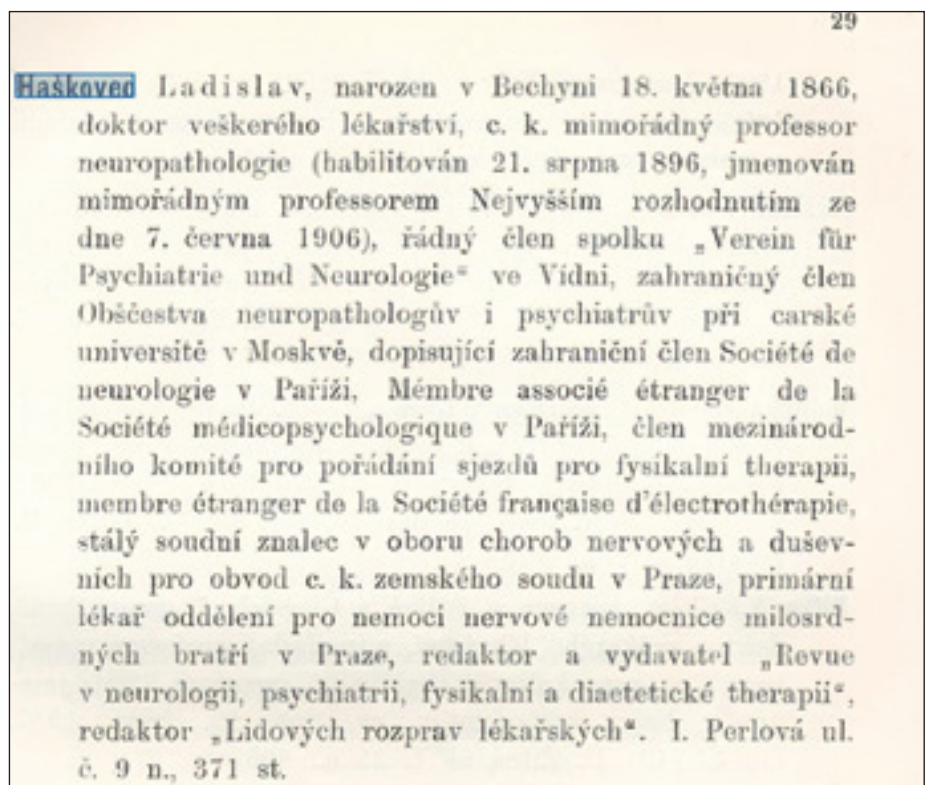 29
Haškovec Ladislav, narozen v Bechyni 18. května 1866,
doktor veškerého lékařství, c. k. mimořádný professor
neuropathologie (habilitován 21. srpna 1896, jmenován
mimořádným professorem Nejvyšším rozhodnutím ze
dne 7. června 1906), řádný člen spolku „Verein für
Psychiatrie und Neurologie“ ve Vídni, zahraničný člen
Obščestva neuropathologův i psychiatrův při carské
universitě v Moskvě, dopisující zahraniční člen Société de
neurologie v Paříži, Mémbre associé étranger de la
Société médicopsychologique v Paříži, člen mezinárod-
ního komité pro pořádání sjezdů pro fysikalní therapii,
membre étranger de la Société française d'électrothérapie,
stálý soudní znalec v oboru chorob nervových a dušev-
ních pro obvod c. k. zemského soudu v Praze, primární
lékař oddělení pro nemoci nervové nemocnice milosrd-
ných bratří v Praze, redaktor a vydavatel „Revue
v neurologii, psychiatrii, fysikalní a diaetetické therapii“,
redaktor „Lidových rozprav lékařských“. I. Perlová ul.
č. 9 n., 371 st.